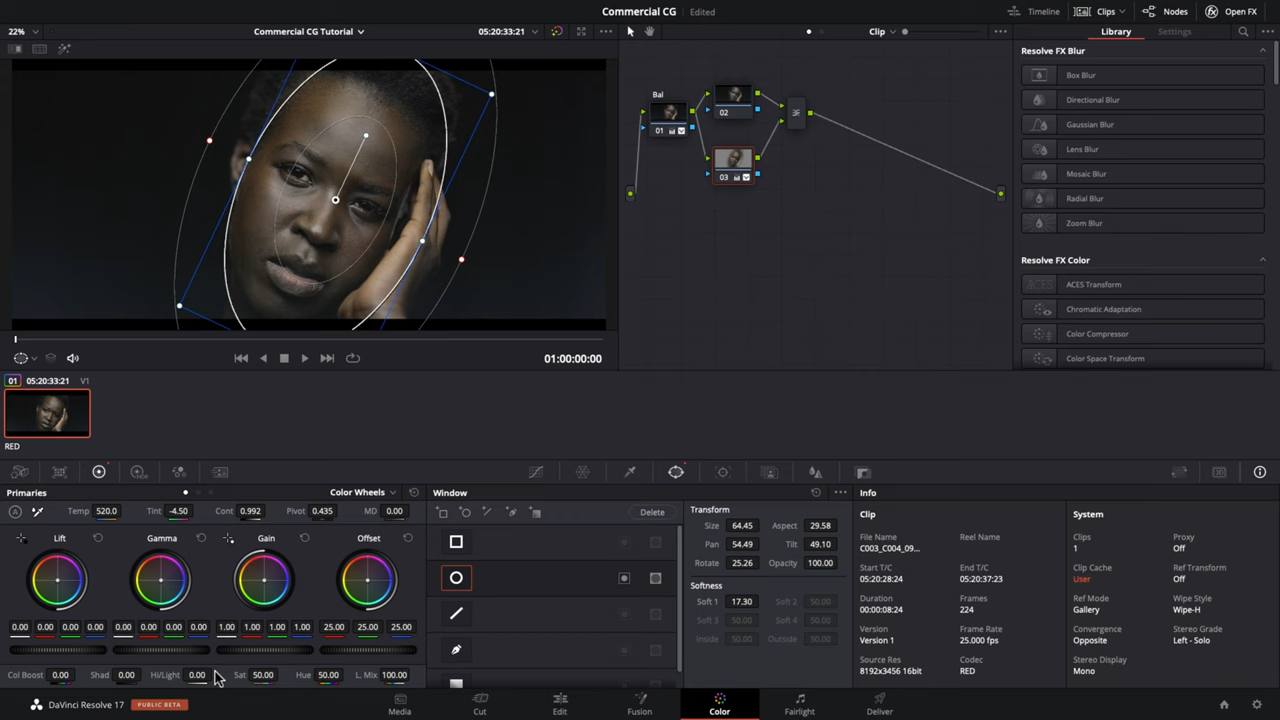 Commercial CG Edited
Timeline Clips Nodes Open FX
22% Commercial CG Tutorial 05:20:33:21 Clip Library Settings
Resolve FX Blur
Box Blur
Directional Blur
Gaussian Blur
Lens Blur
Mosaic Blur
Radial Blur
Zoom Blur
Resolve FX Color
ACES Transform
Chromatic Adaptation
Color Compressor
Color Space Transform
Bal
01
02
03
01:00:00:00
01 05:20:33:21 V1
RED
Primaries Color Wheels
Temp 520.0 Tint -4.50 Cont 0.992 Pivot 0.435 MD 0.00
Lift Gamma Gain Offset
0.00 0.00 0.00 0.00 0.00 0.00 0.00 0.00 1.00 1.00 1.00 1.00 25.00 25.00 25.00
Col Boost 0.00 Shad 0.00 Hi/Light 0.00 Sat 50.00 Hue 50.00 L. Mix 100.00
Window
Delete
Transform
Size 64.45 Aspect 29.58
Pan 54.49 Tilt 49.10
Rotate 25.26 Opacity 100.00
Softness
Soft 1 17.30 Soft 2 50.00
Soft 3 50.00 Soft 4 50.00
Inside 50.00 Outside 50.00
Info
Clip
File Name Reel Name
C003_C004_09...
Start T/C End T/C
05:20:28:24 05:20:37:23
Duration Frames
00:00:08:24 224
Version Frame Rate
Version 1 25.000 fps
Source Res Codec
8192x3456 16bit RED
System
Clips Proxy
1 Off
Clip Cache Ref Transform
User Off
Ref Mode Wipe Style
Gallery Wipe-H
Convergence Stereo Grade
Opposite Left - Solo
Stereo Display
Mono
DaVinci Resolve 17 PUBLIC BETA
Media Cut Edit Fusion Color Fairlight Deliver